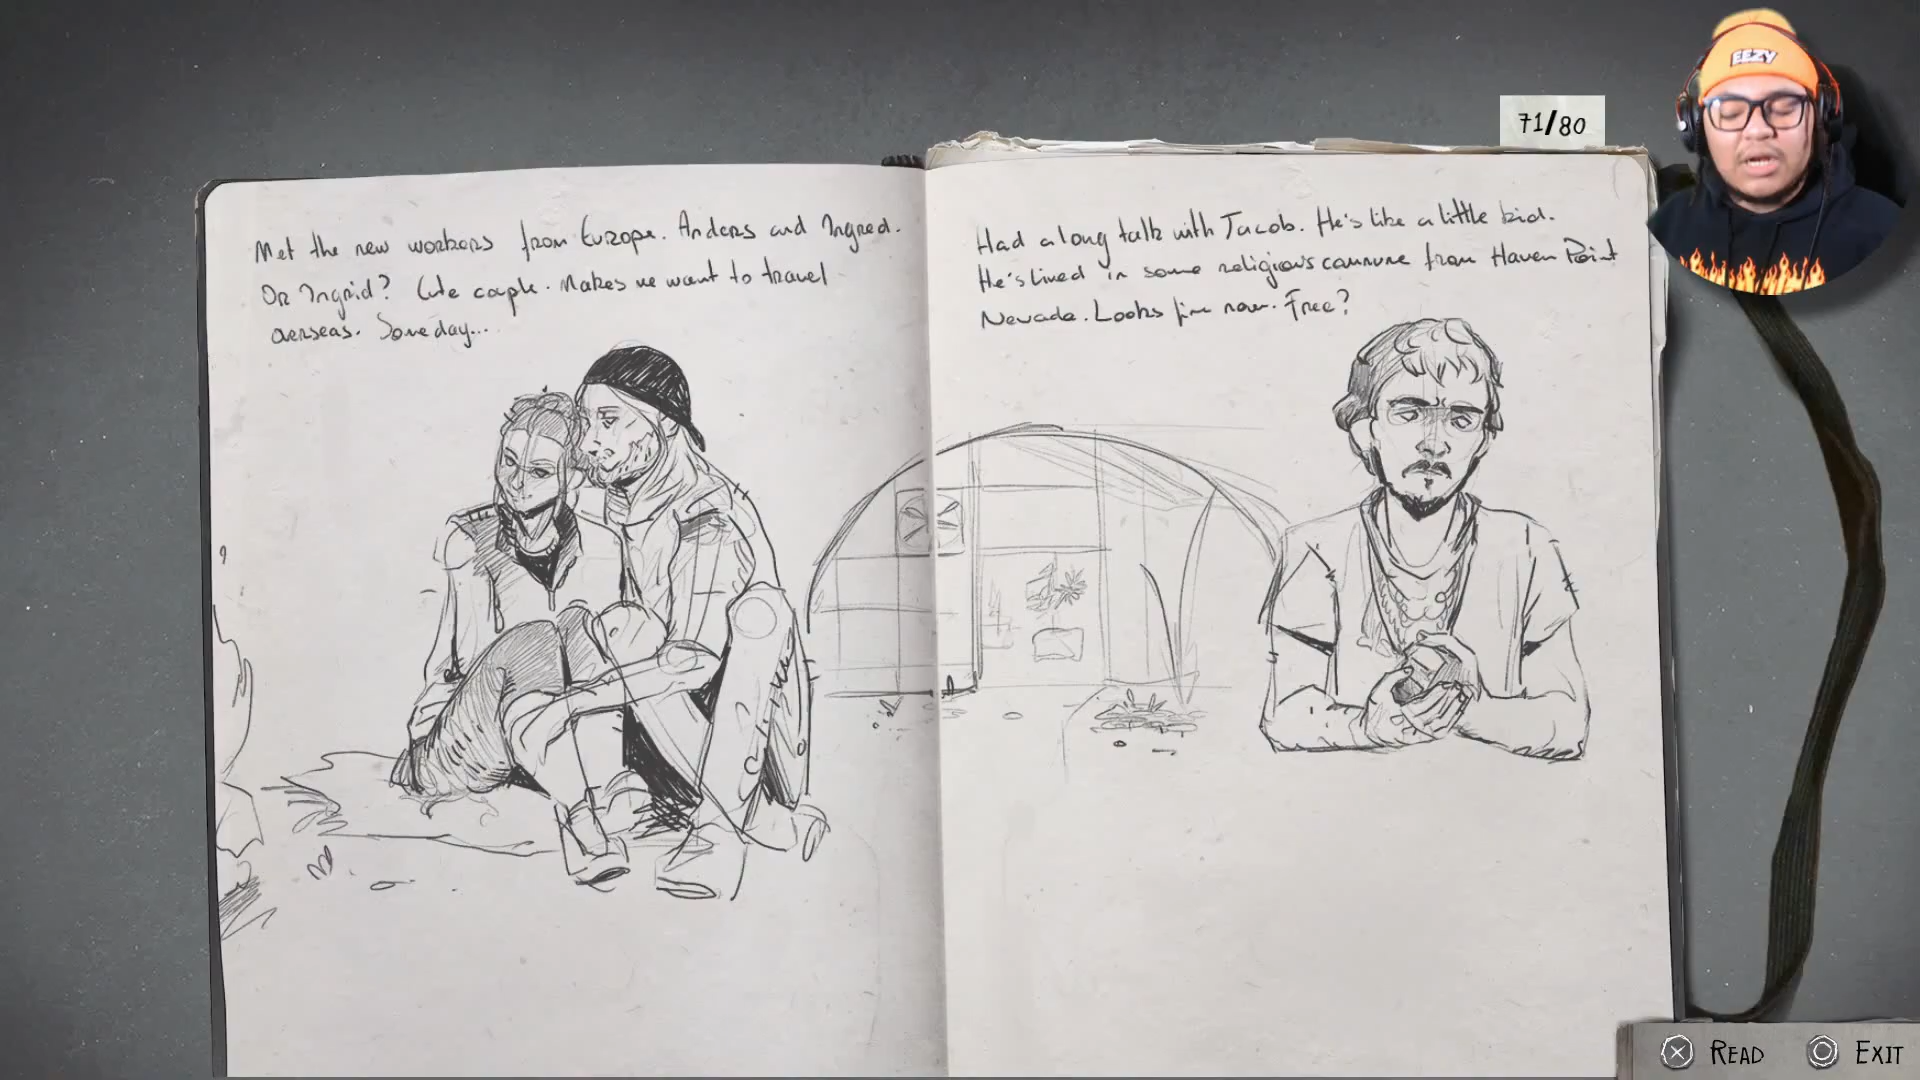 EEZY
71/80
Met the new workers from Europe. Anders and Ingred.
Or Ingrid? Cute couple. Makes me want to travel
overseas. Someday...
Had a long talk with Jacob. He's like a little kid.
He's lived in some religious commune from Haven Point
Nevada. Looks fine now. Free?
READ
EXIT